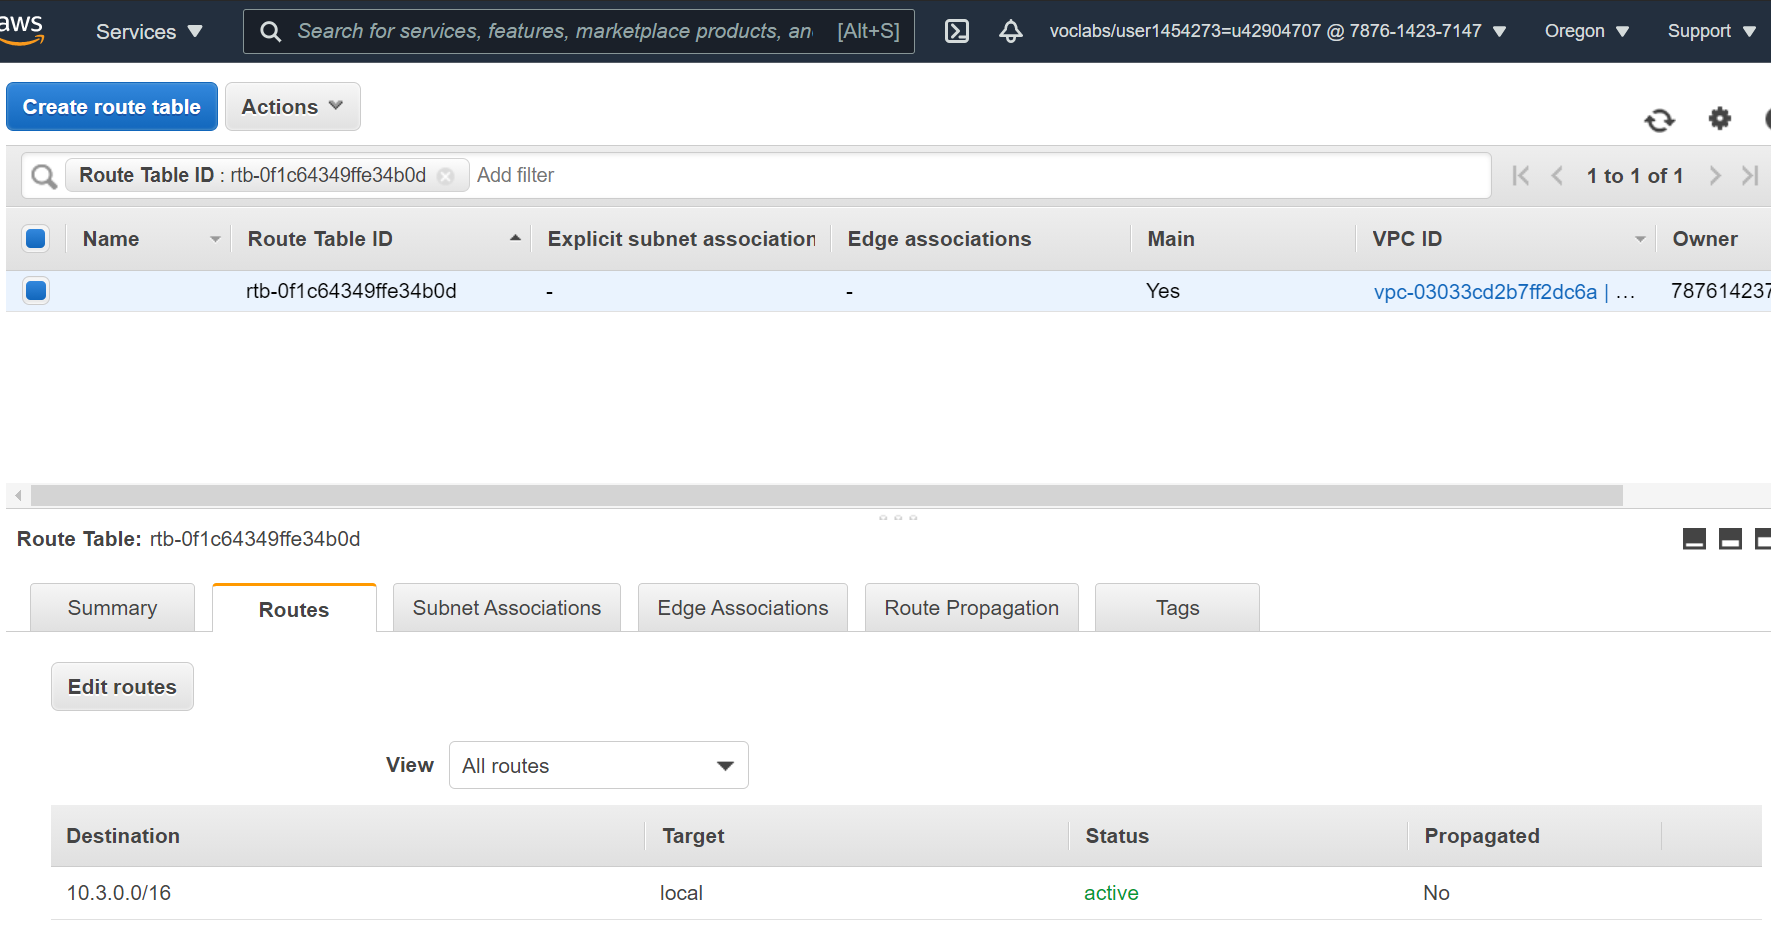 aws Services Search for services, features, marketplace products, an [Alt+S] voclabs/user1454273=u42904707 @ 7876-1423-7147 Oregon Support
Create route table Actions
Route Table ID : rtb-0f1c64349ffe34b0d Add filter 1 to 1 of 1
Name Route Table ID Explicit subnet association Edge associations Main VPC ID Owner
rtb-0f1c64349ffe34b0d - - Yes vpc-03033cd2b7ff2dc6a | ...787614237
Route Table: rtb-0f1c64349ffe34b0d
Summary Routes Subnet Associations Edge Associations Route Propagation Tags
Edit routes
View All routes
Destination Target Status Propagated
10.3.0.0/16 local active No